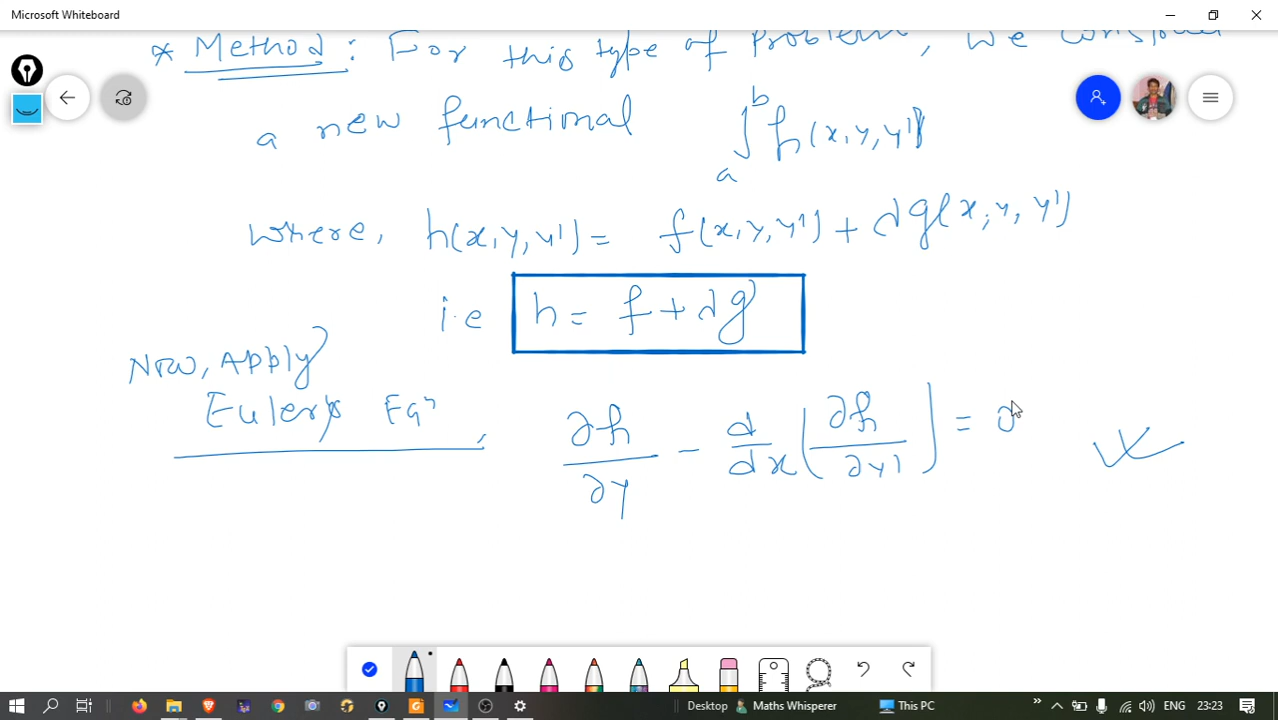 Microsoft Whiteboard
* Method : For this type of problem, we consider
a new functional ∫ₐᵇ h(x,y,y')
where, h(x,y,y') = f(x,y,y') + λg(x,y,y')
i.e h = f + λg
Now, Apply
Euler's Eqn, ∂h/∂y − d/dx (∂h/∂y') = 0
Desktop Maths Whisperer This PC » ENG 23:23